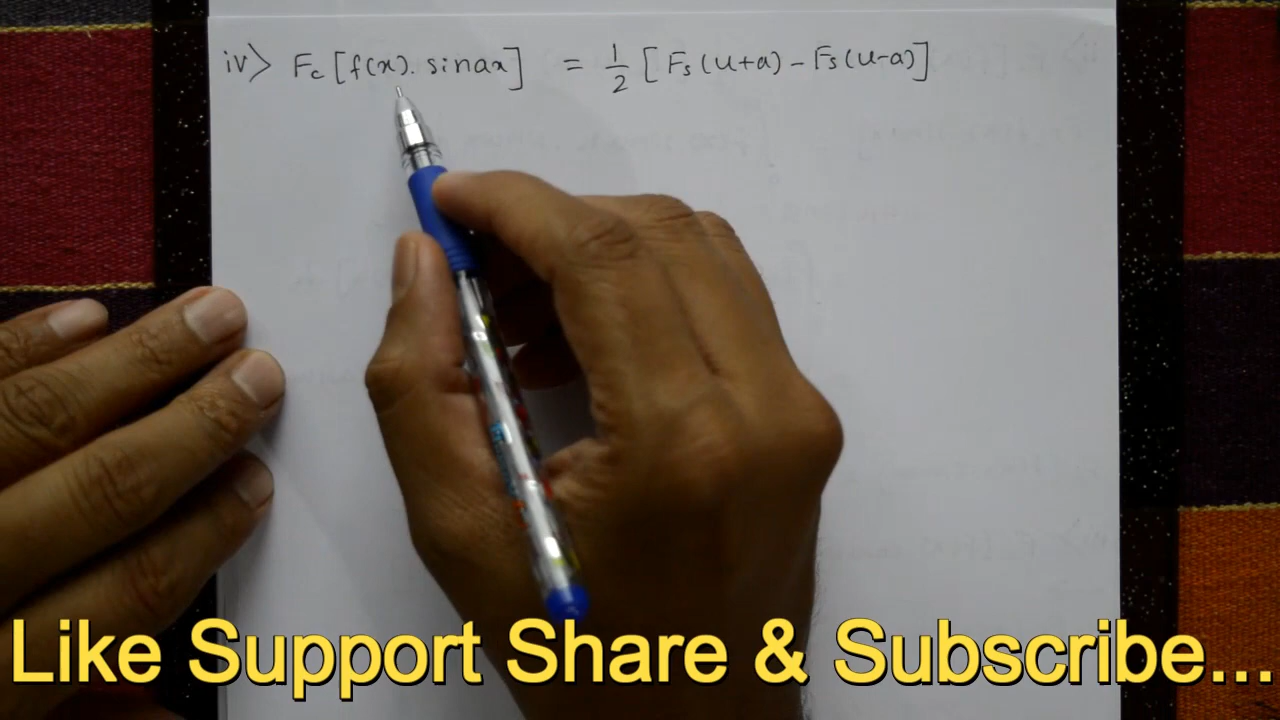 iv> Fc [f(x). sinax] = 1/2 [Fs (u+a) - Fs (u-a)]
Like Support Share & Subscribe...